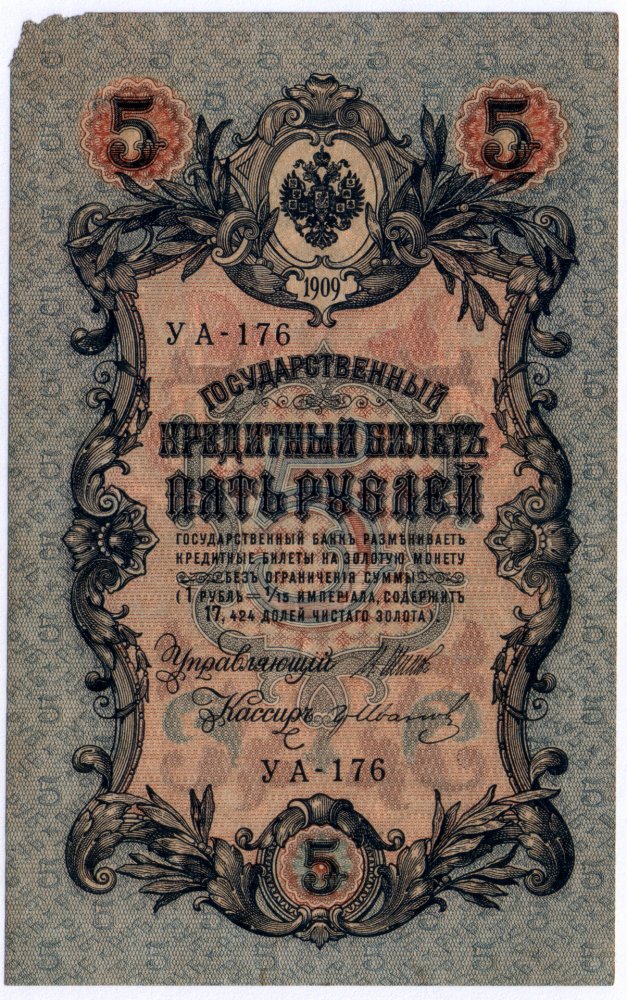 5 5
1909
УА-176
ГОСУДАРСТВЕННЫЙ
КРЕДИТНЫЙ БИЛЕТЪ
ПЯТЬ РУБЛЕЙ
ГОСУДАРСТВЕННЫЙ БАНКЪ РАЗМѢНИВАЕТЪ
КРЕДИТНЫЕ БИЛЕТЫ НА ЗОЛОТУЮ МОНЕТУ
БЕЗЪ ОГРАНИЧЕНІЯ СУММЫ
(1 РУБЛЬ = 1/15 ИМПЕРІАЛА, СОДЕРЖИТЪ
17,424 ДОЛЕЙ ЧИСТАГО ЗОЛОТА).
Управляющій
Кассиръ
УА-176
5